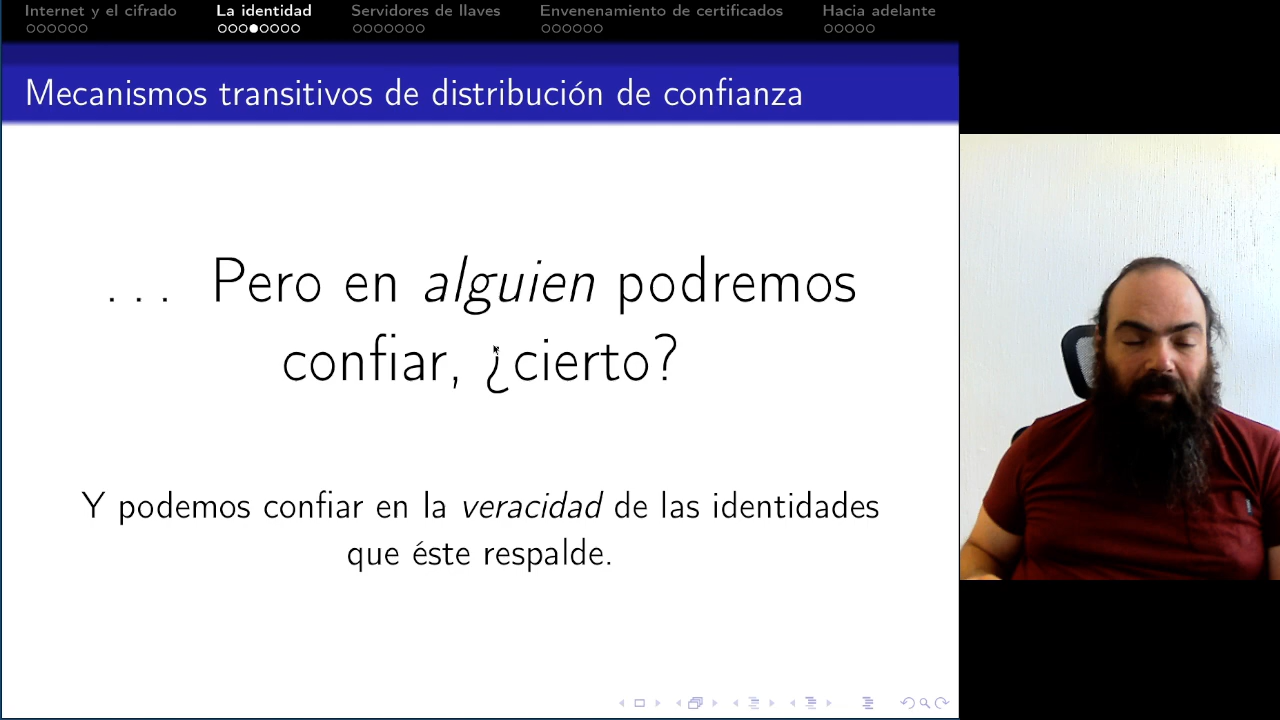 Internet y el cifrado
La identidad
Servidores de llaves
Envenenamiento de certificados
Hacia adelante
Mecanismos transitivos de distribución de confianza
... Pero en alguien podremos
confiar, ¿cierto?
Y podemos confiar en la veracidad de las identidades
que éste respalde.